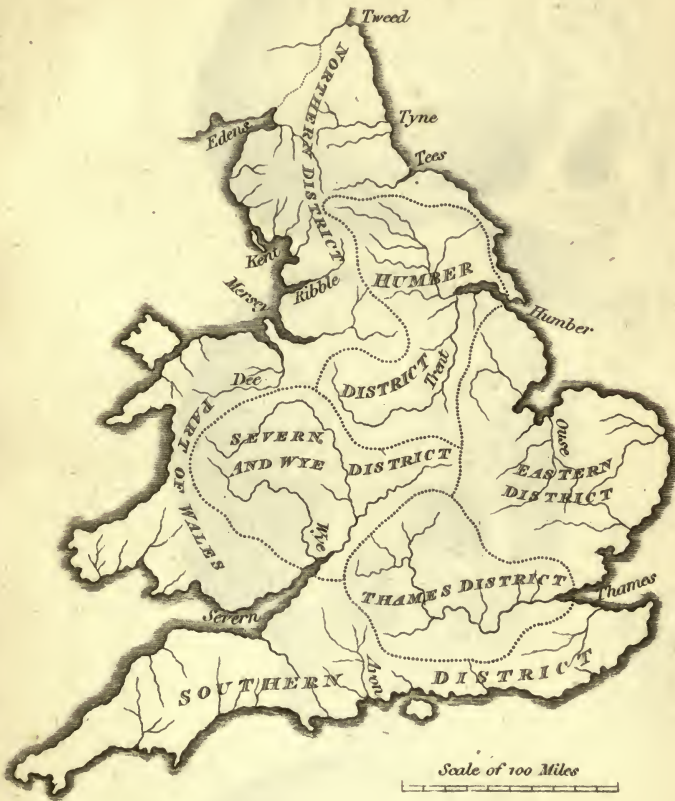 Tweed
NORTHERN DISTRICT
Tyne
Edens
Tees
Kent
Ribble
Mersey
HUMBER
DISTRICT
Humber
Trent
Dee
PART OF WALES
SEVERN
AND WYE DISTRICT
Ouse
EASTERN
DISTRICT
Wye
THAMES DISTRICT
Thames
Severn
Avon
SOUTHERN DISTRICT
Scale of 100 Miles